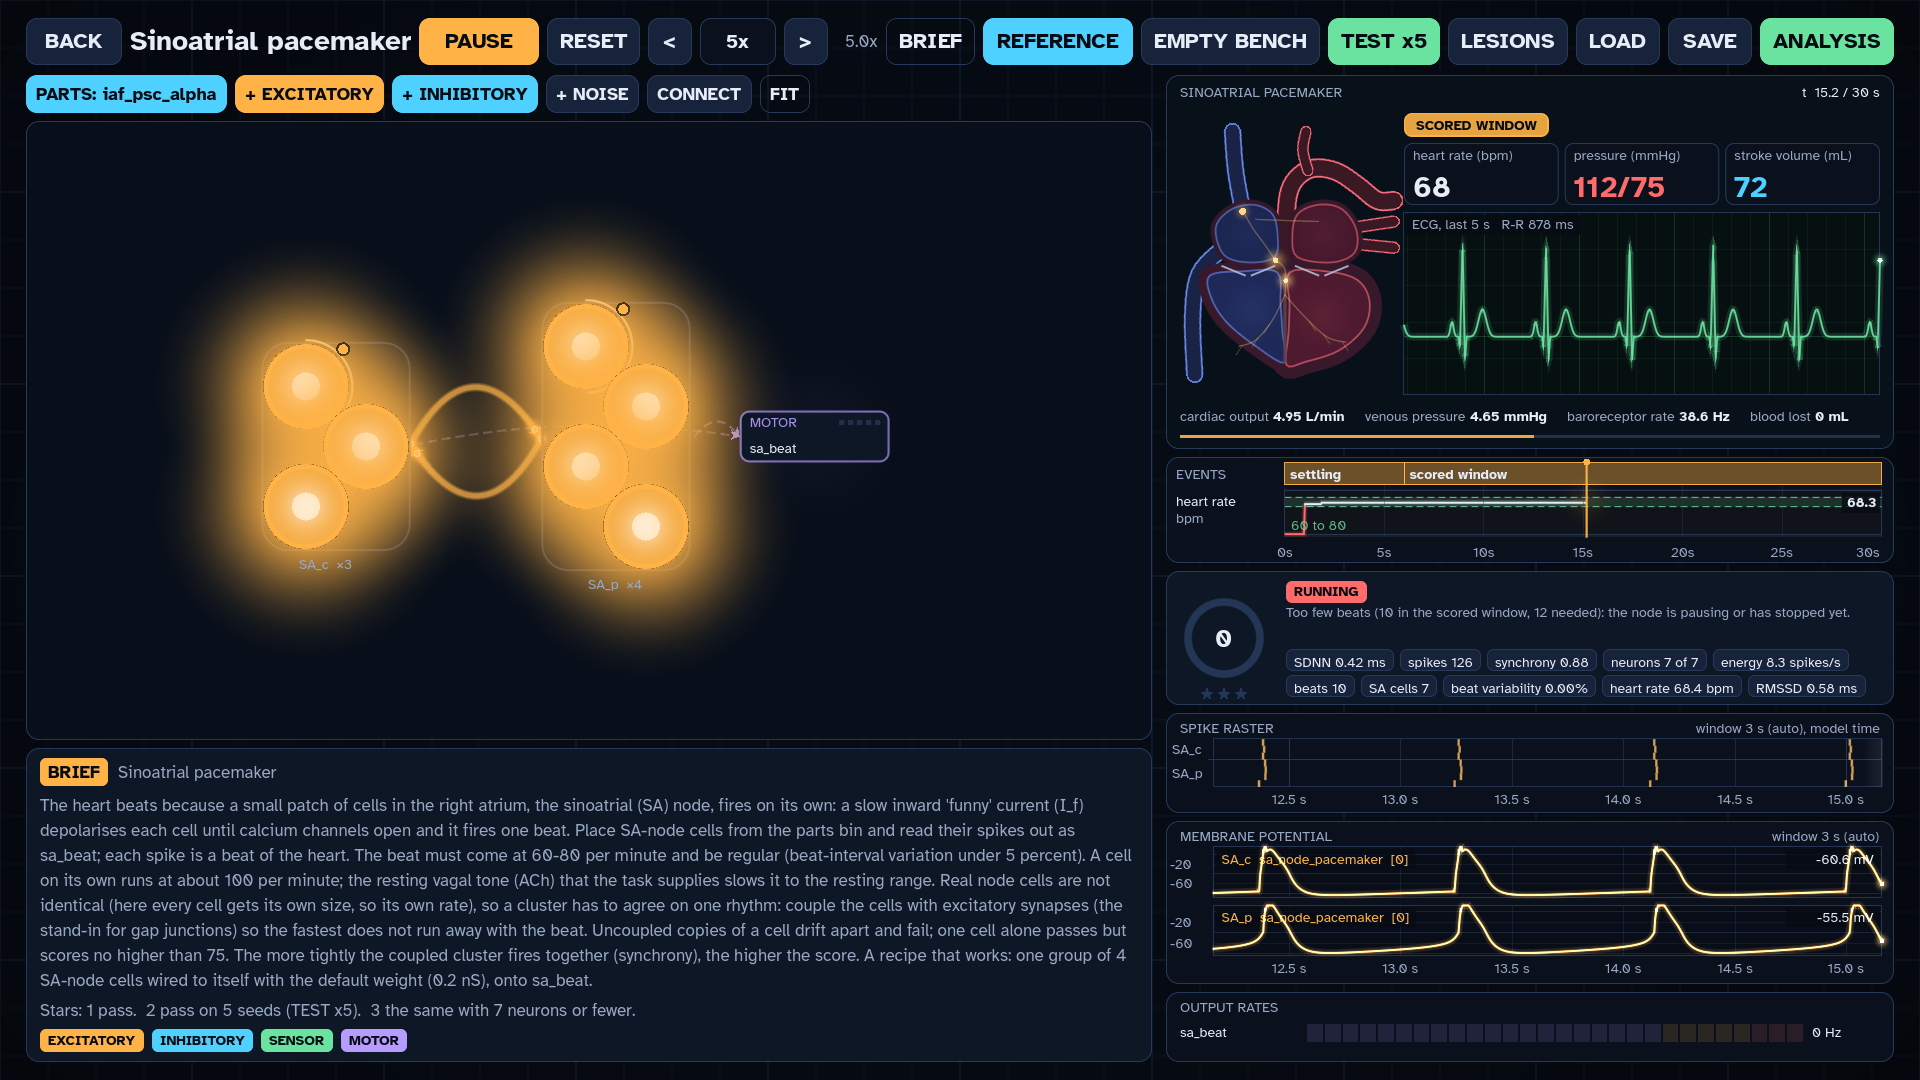 BACK Sinoatrial pacemaker PAUSE RESET < 5x > 5.0x BRIEF REFERENCE EMPTY BENCH TEST x5 LESIONS LOAD SAVE ANALYSIS
PARTS: iaf_psc_alpha + EXCITATORY + INHIBITORY + NOISE CONNECT FIT
SA_c ×3
SA_p ×4
MOTOR
sa_beat
BRIEF Sinoatrial pacemaker
The heart beats because a small patch of cells in the right atrium, the sinoatrial (SA) node, fires on its own: a slow inward 'funny' current (I_f)
depolarises each cell until calcium channels open and it fires one beat. Place SA-node cells from the parts bin and read their spikes out as
sa_beat; each spike is a beat of the heart. The beat must come at 60-80 per minute and be regular (beat-interval variation under 5 percent). A cell
on its own runs at about 100 per minute; the resting vagal tone (ACh) that the task supplies slows it to the resting range. Real node cells are not
identical (here every cell gets its own size, so its own rate), so a cluster has to agree on one rhythm: couple the cells with excitatory synapses (the
stand-in for gap junctions) so the fastest does not run away with the beat. Uncoupled copies of a cell drift apart and fail; one cell alone passes but
scores no higher than 75. The more tightly the coupled cluster fires together (synchrony), the higher the score. A recipe that works: one group of 4
SA-node cells wired to itself with the default weight (0.2 nS), onto sa_beat.
Stars: 1 pass. 2 pass on 5 seeds (TEST x5). 3 the same with 7 neurons or fewer.
EXCITATORY INHIBITORY SENSOR MOTOR
SINOATRIAL PACEMAKER t 15.2 / 30 s
SCORED WINDOW
heart rate (bpm) pressure (mmHg) stroke volume (mL)
68 112/75 72
ECG, last 5 s R-R 878 ms
cardiac output 4.95 L/min venous pressure 4.65 mmHg baroreceptor rate 38.6 Hz blood lost 0 mL
EVENTS settling scored window
heart rate 68.3
bpm
60 to 80
0s 5s 10s 15s 20s 25s 30s
RUNNING
Too few beats (10 in the scored window, 12 needed): the node is pausing or has stopped yet.
0
SDNN 0.42 ms spikes 126 synchrony 0.88 neurons 7 of 7 energy 8.3 spikes/s
beats 10 SA cells 7 beat variability 0.00% heart rate 68.4 bpm RMSSD 0.58 ms
SPIKE RASTER window 3 s (auto), model time
SA_c
SA_p
12.5 s 13.0 s 13.5 s 14.0 s 14.5 s 15.0 s
MEMBRANE POTENTIAL window 3 s (auto)
-20 SA_c sa_node_pacemaker [0] -60.6 mV
-60
-20 SA_p sa_node_pacemaker [0] -55.5 mV
-60
12.5 s 13.0 s 13.5 s 14.0 s 14.5 s 15.0 s
OUTPUT RATES
sa_beat 0 Hz